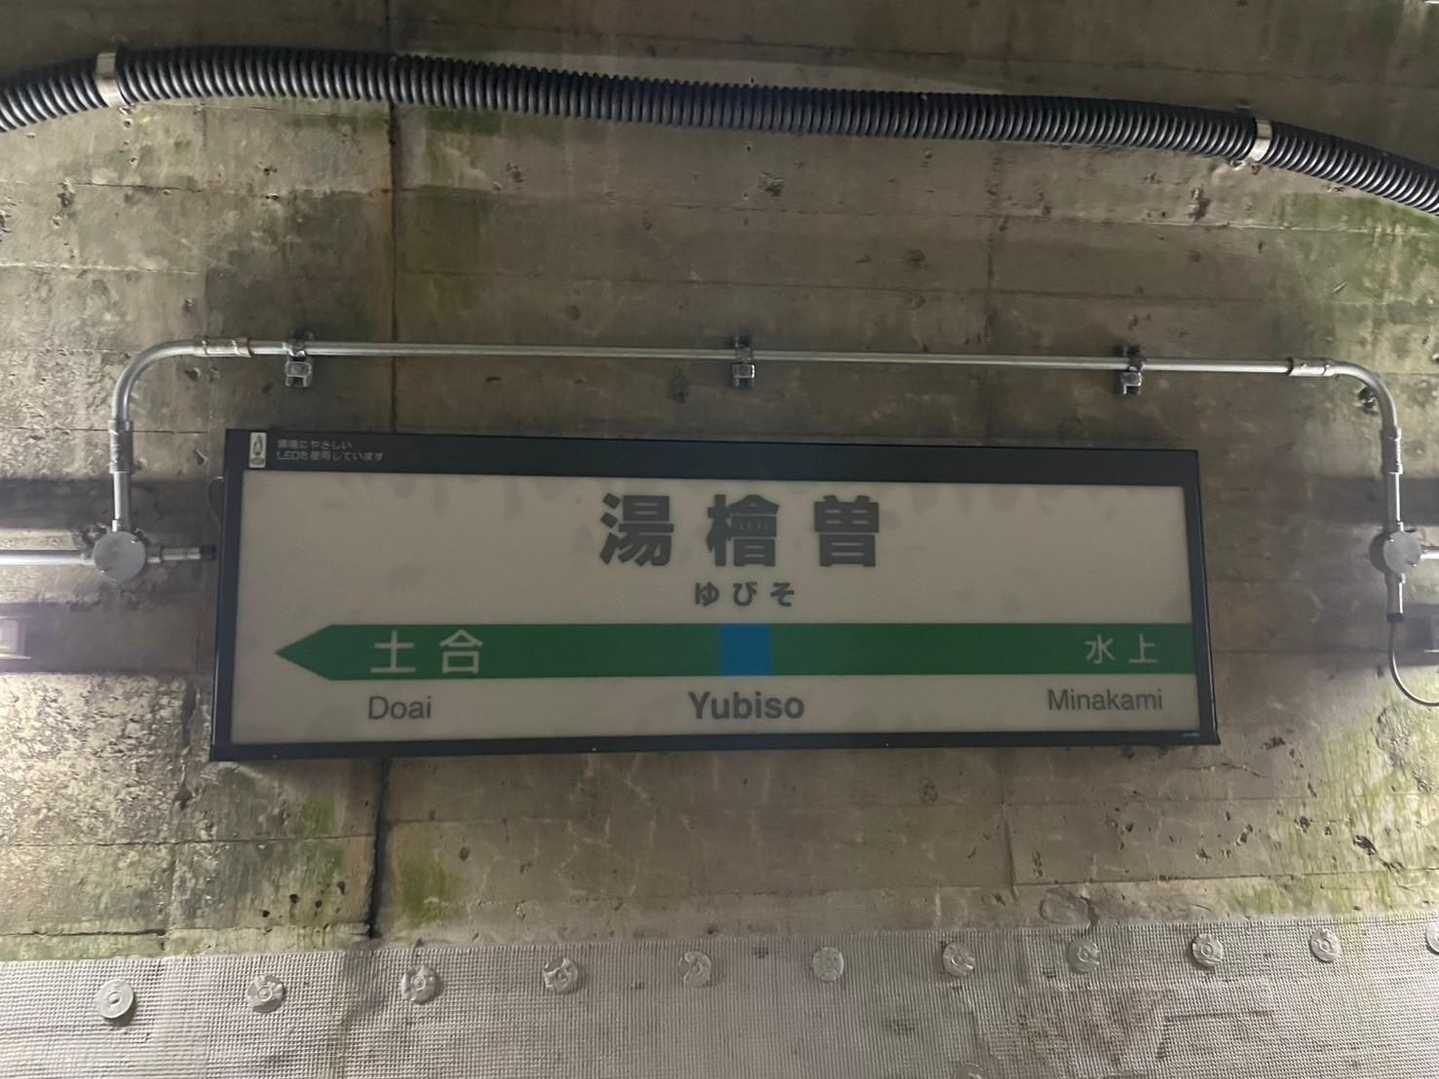 環境にやさしい
LEDを使用しています
湯檜曽
ゆびそ
土合 水上
Doai Yubiso Minakami